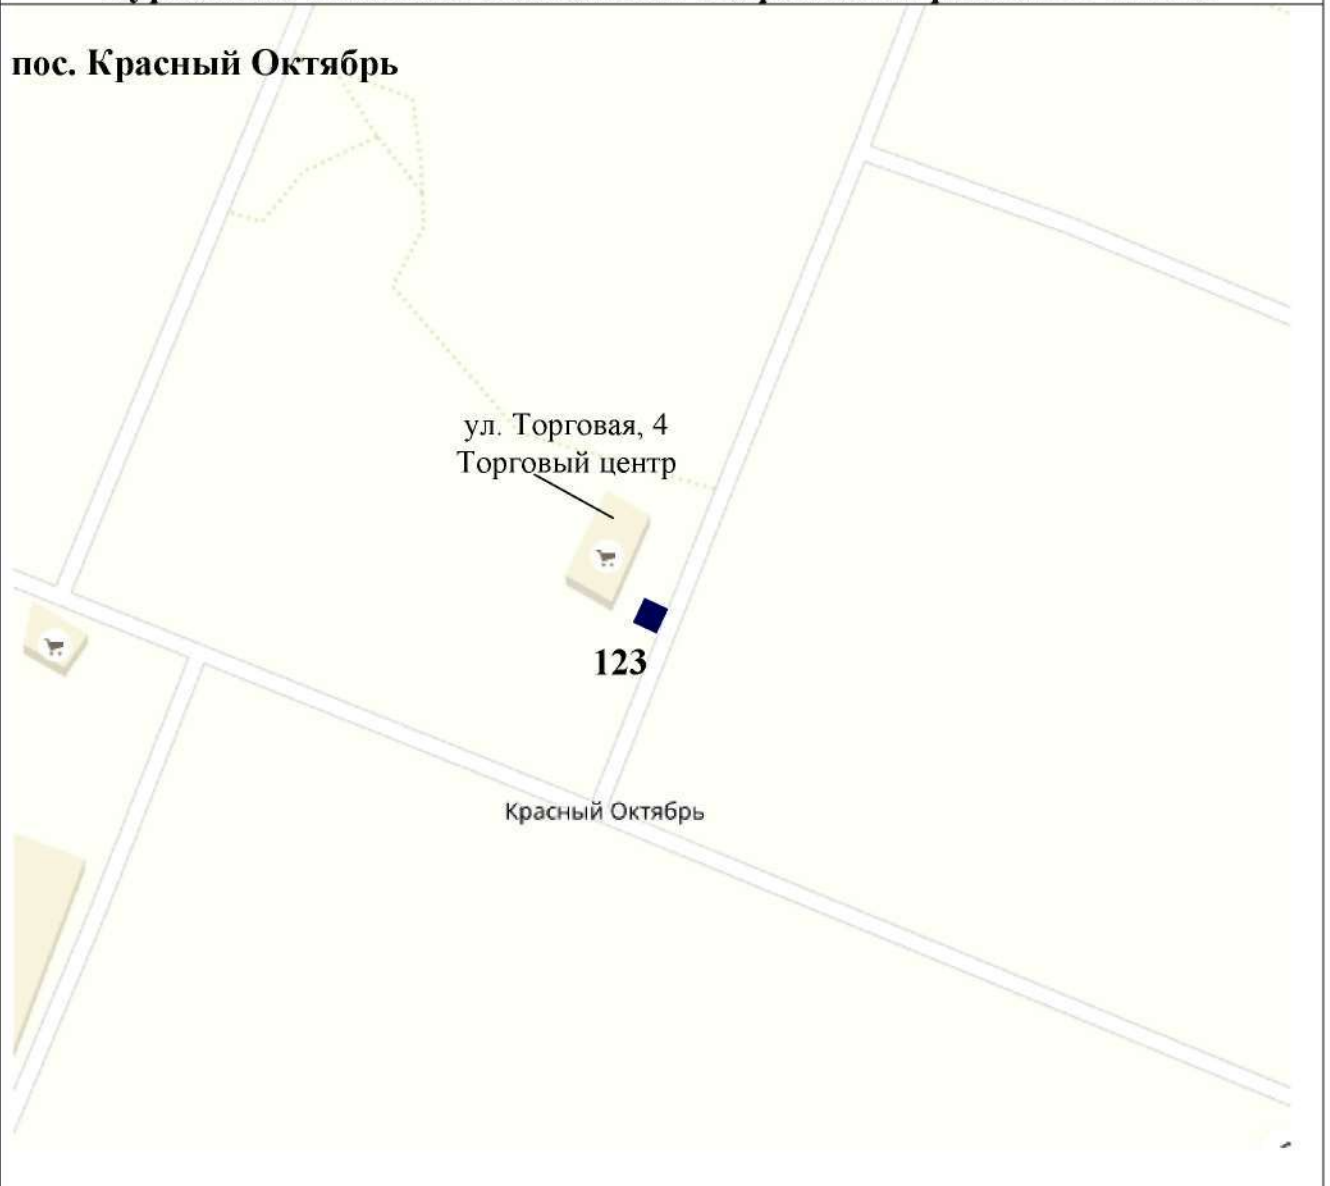 пос. Красный Октябрь
ул. Торговая, 4
Торговый центр
123
Красный Октябрь